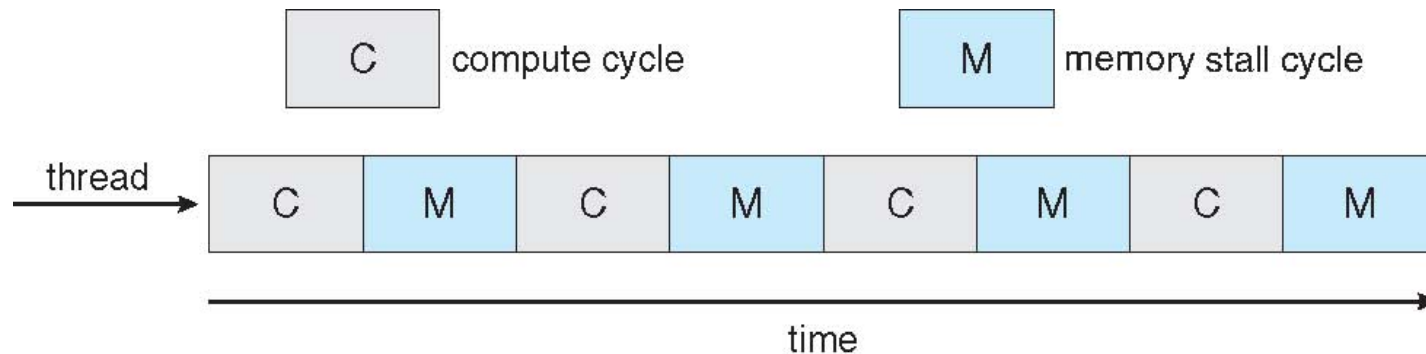 C compute cycle M memory stall cycle
thread
C M C M C M C M
time